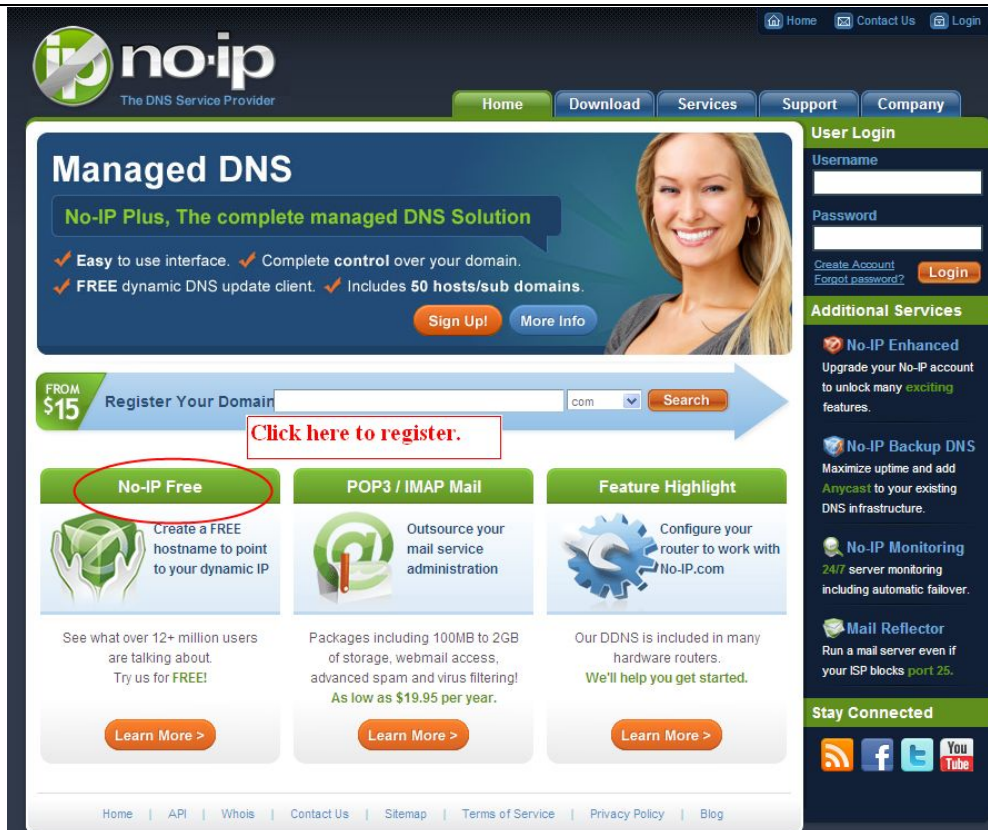 Home Contact Us Login
ip no·ip
The DNS Service Provider
Home Download Services Support Company
Managed DNS
No-IP Plus, The complete managed DNS Solution
Easy to use interface. Complete control over your domain.
FREE dynamic DNS update client. Includes 50 hosts/sub domains.
Sign Up! More Info
FROM
$15
Register Your Domain
com
Search
Click here to register.
No-IP Free
Create a FREE
hostname to point
to your dynamic IP
See what over 12+ million users
are talking about.
Try us for FREE!
Learn More >
POP3 / IMAP Mail
Outsource your
mail service
administration
Packages including 100MB to 2GB
of storage, webmail access,
advanced spam and virus filtering!
As low as $19.95 per year.
Learn More >
Feature Highlight
Configure your
router to work with
No-IP.com
Our DDNS is included in many
hardware routers.
We'll help you get started.
Learn More >
User Login
Username
Password
Create Account
Forgot password?
Login
Additional Services
No-IP Enhanced
Upgrade your No-IP account
to unlock many exciting
features.
No-IP Backup DNS
Maximize uptime and add
Anycast to your existing
DNS infrastructure.
No-IP Monitoring
24/7 server monitoring
including automatic failover.
Mail Reflector
Run a mail server even if
your ISP blocks port 25.
Stay Connected
f t You
Tube
Home | API | Whois | Contact Us | Sitemap | Terms of Service | Privacy Policy | Blog